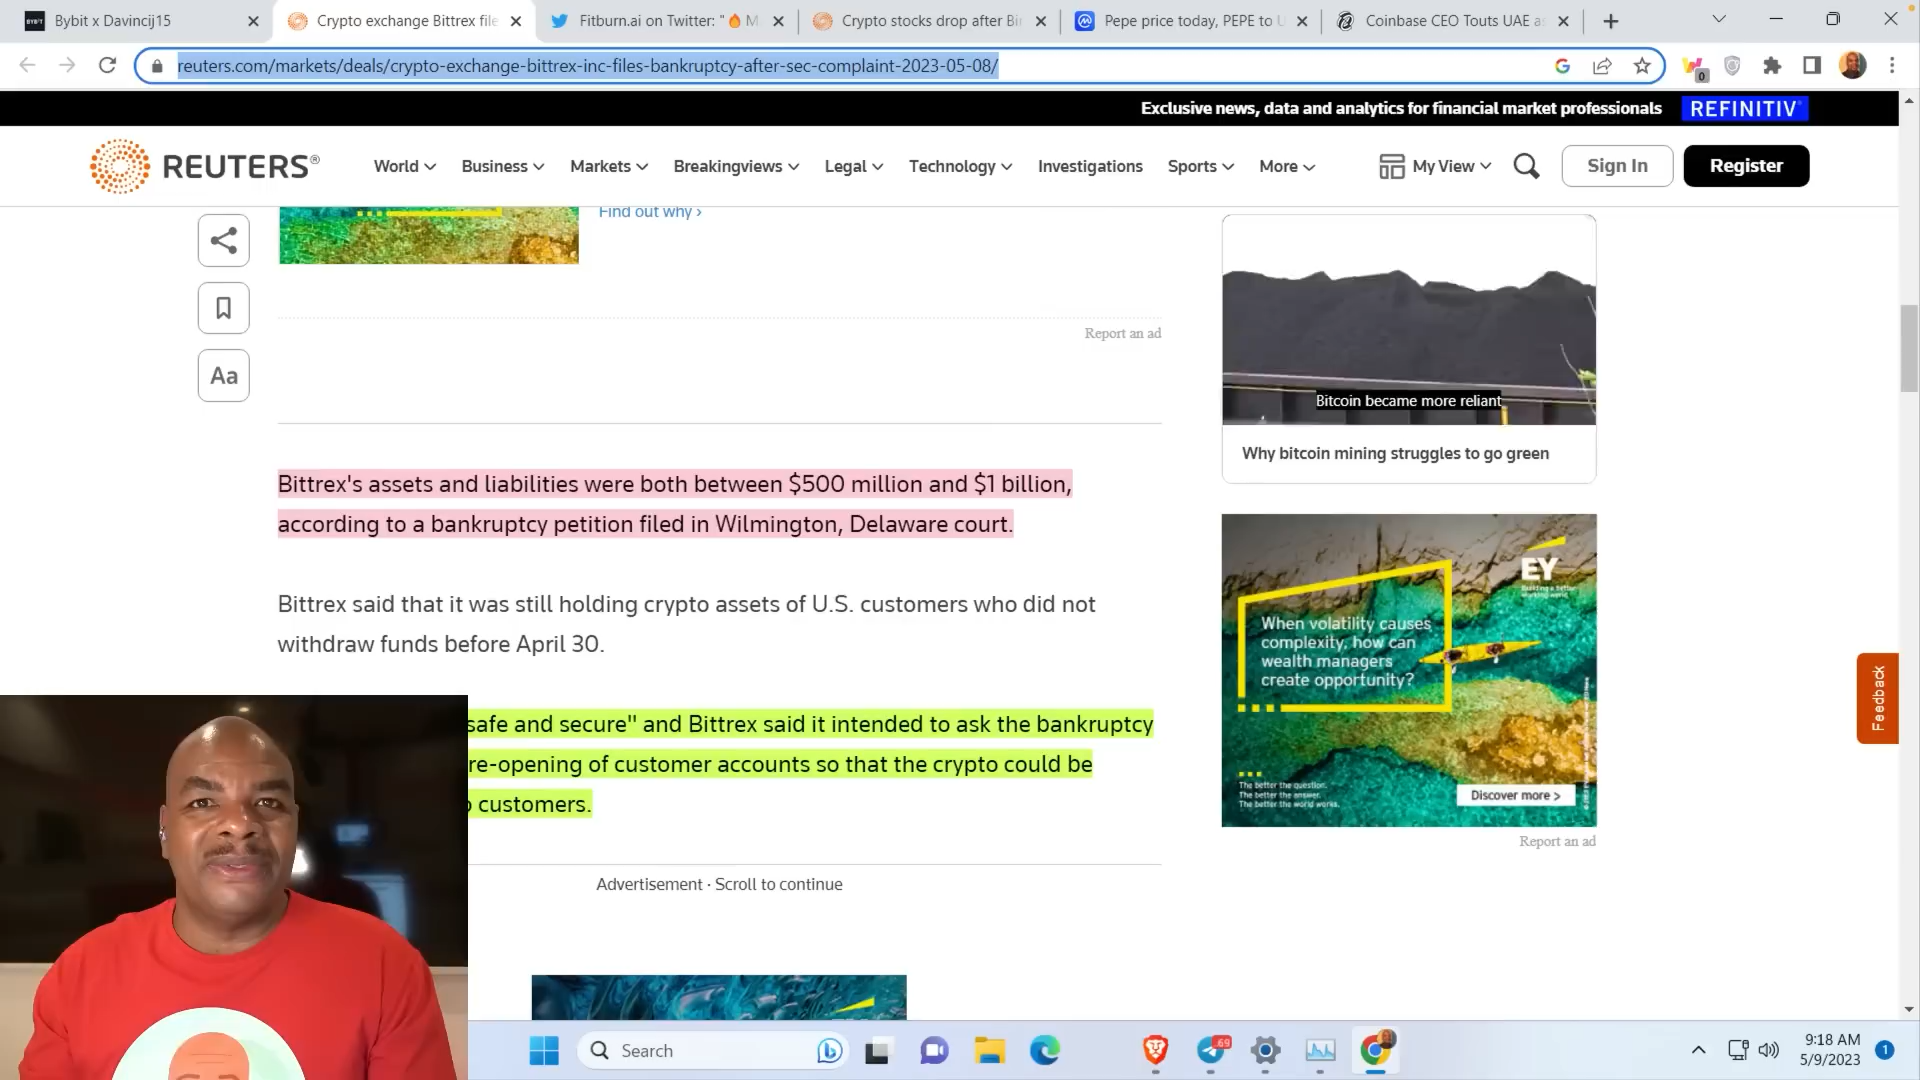 Bybit x Davincij15
Crypto exchange Bittrex file
Fitburn.ai on Twitter: "🔥 M
Crypto stocks drop after Bi
Pepe price today, PEPE to U
Coinbase CEO Touts UAE a
reuters.com/markets/deals/crypto-exchange-bittrex-inc-files-bankruptcy-after-sec-complaint-2023-05-08/
0
Exclusive news, data and analytics for financial market professionals REFINITIV
REUTERS®
World Business Markets Breakingviews Legal Technology Investigations Sports More My View Sign In Register
Find out why ›
Report an ad
Aa
Bitcoin became more reliant
Why bitcoin mining struggles to go green
Bittrex's assets and liabilities were both between $500 million and $1 billion,
according to a bankruptcy petition filed in Wilmington, Delaware court.
Bittrex said that it was still holding crypto assets of U.S. customers who did not
withdraw funds before April 30.
safe and secure" and Bittrex said it intended to ask the bankruptcy
re-opening of customer accounts so that the crypto could be
o customers.
Advertisement · Scroll to continue
EY
Building a better
working world
When volatility causes
complexity, how can
wealth managers
create opportunity?
The better the question.
The better the answer.
The better the world works.
Discover more >
Report an ad
Feedback
Search
69
9:18 AM
5/9/2023
1